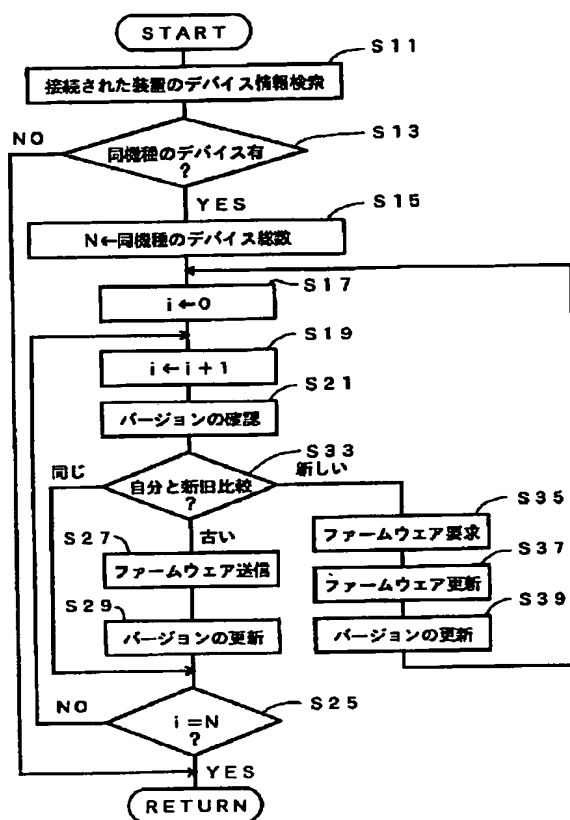 START
S11
接続された装置のデバイス情報検索
NO
S13
同機種のデバイス有
?
YES
S15
N←同機種のデバイス総数
S17
i←0
S19
i←i+1
S21
バージョンの確認
S33
同じ
新しい
自分と新旧比較
?
S35
S27
古い
ファームウェア要求
ファームウェア送信
S37
ファームウェア更新
S29
S39
バージョンの更新
バージョンの更新
NO
S25
i=N
?
YES
RETURN